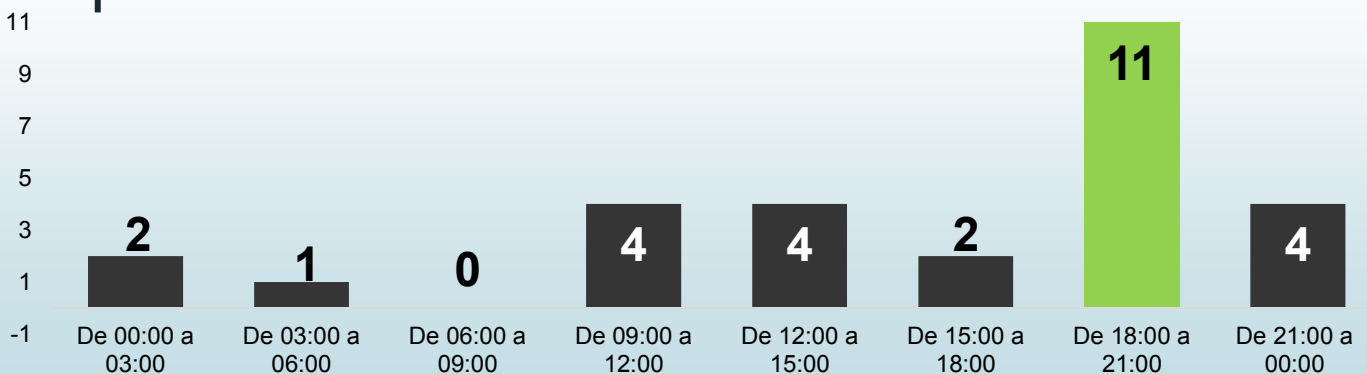 11
9
7
5
3
1
-1
2
1
0
4
4
2
11
4
De 00:00 a
03:00
De 03:00 a
06:00
De 06:00 a
09:00
De 09:00 a
12:00
De 12:00 a
15:00
De 15:00 a
18:00
De 18:00 a
21:00
De 21:00 a
00:00